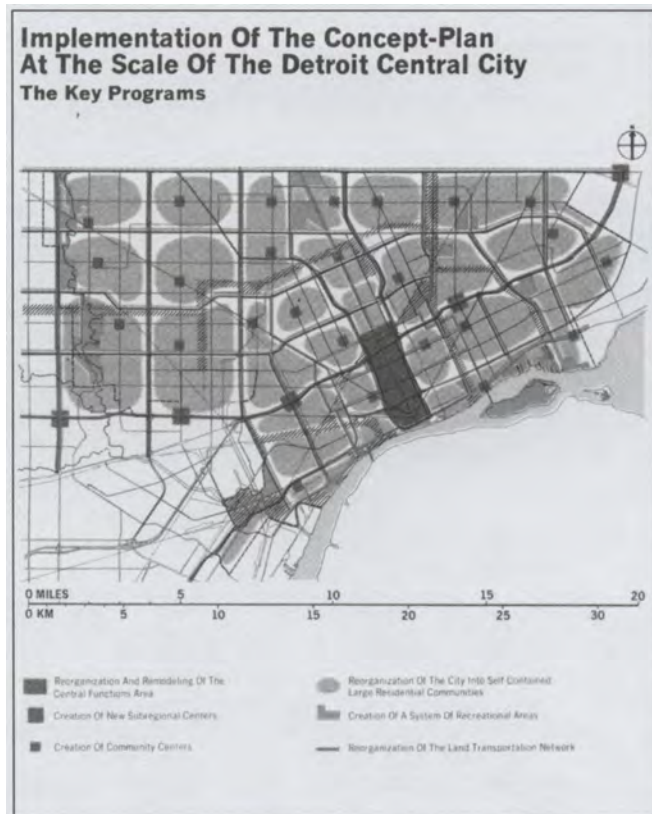 Implementation Of The Concept-Plan
At The Scale Of The Detroit Central City
The Key Programs
0 MILES 5 10 15 20
0 KM 5 10 15 20 25 30
Reorganization And Remodeling Of The
Central Functions Area
Creation Of New Subregional Centers
Creation Of Community Centers
Reorganization Of The City Into Self Contained
Large Residential Communities
Creation Of A System Of Recreational Areas
Reorganization Of The Land Transportation Network